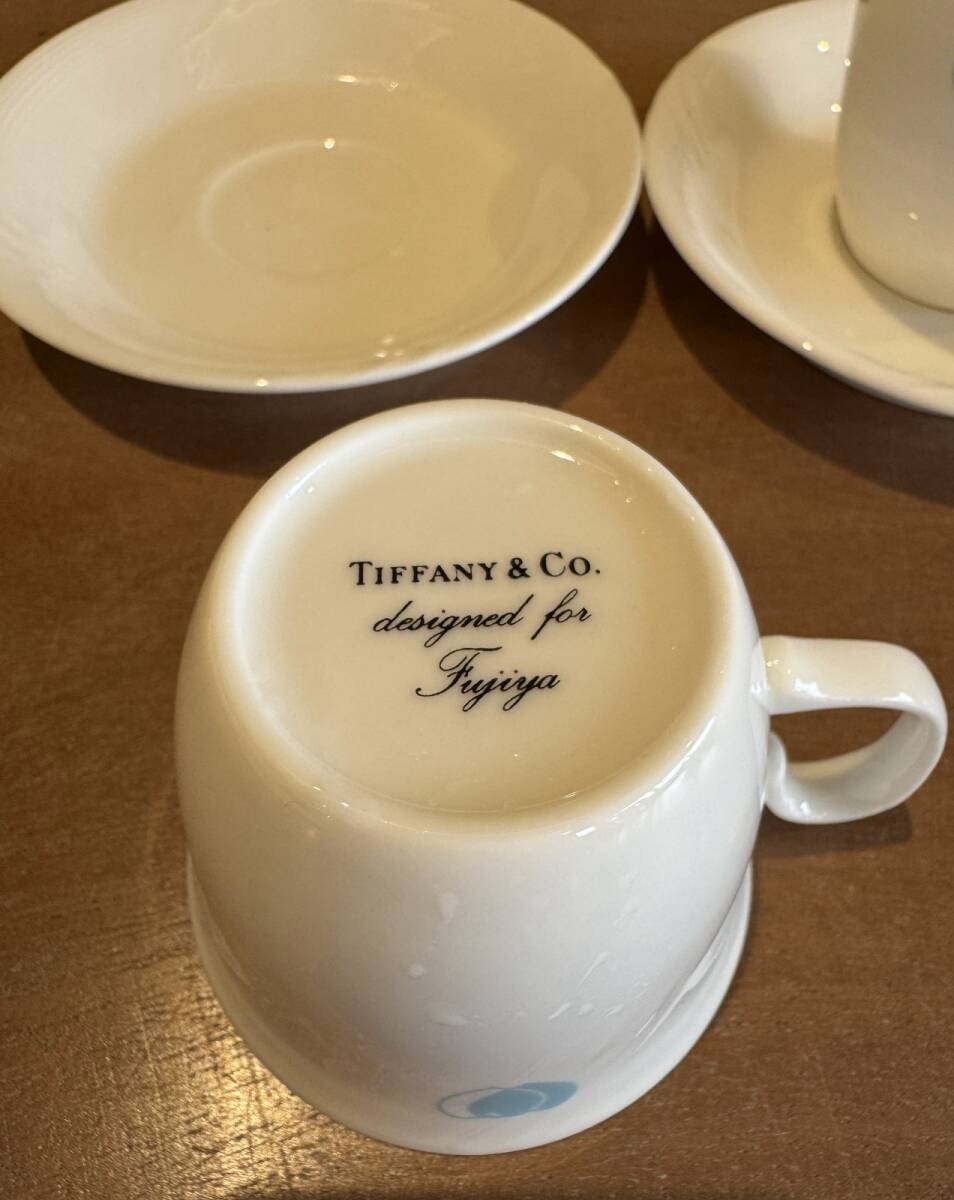 TIFFANY & CO.
designed for
Fujiya